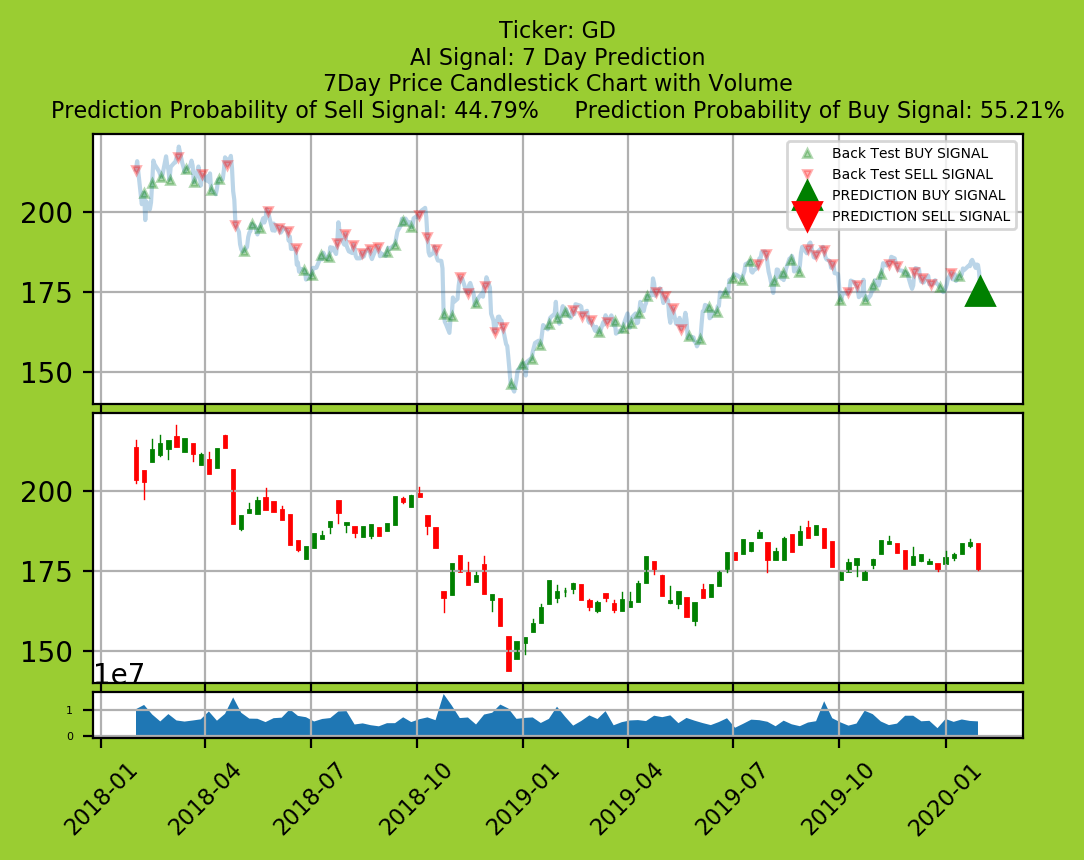 Ticker: GD
AI Signal: 7 Day Prediction
7Day Price Candlestick Chart with Volume
Prediction Probability of Sell Signal: 44.79%     Prediction Probability of Buy Signal: 55.21%
Back Test BUY SIGNAL
Back Test SELL SIGNAL
PREDICTION BUY SIGNAL
PREDICTION SELL SIGNAL
200
175
150
200
175
150
1e7
1
0
2018-01 2018-04 2018-07 2018-10 2019-01 2019-04 2019-07 2019-10 2020-01